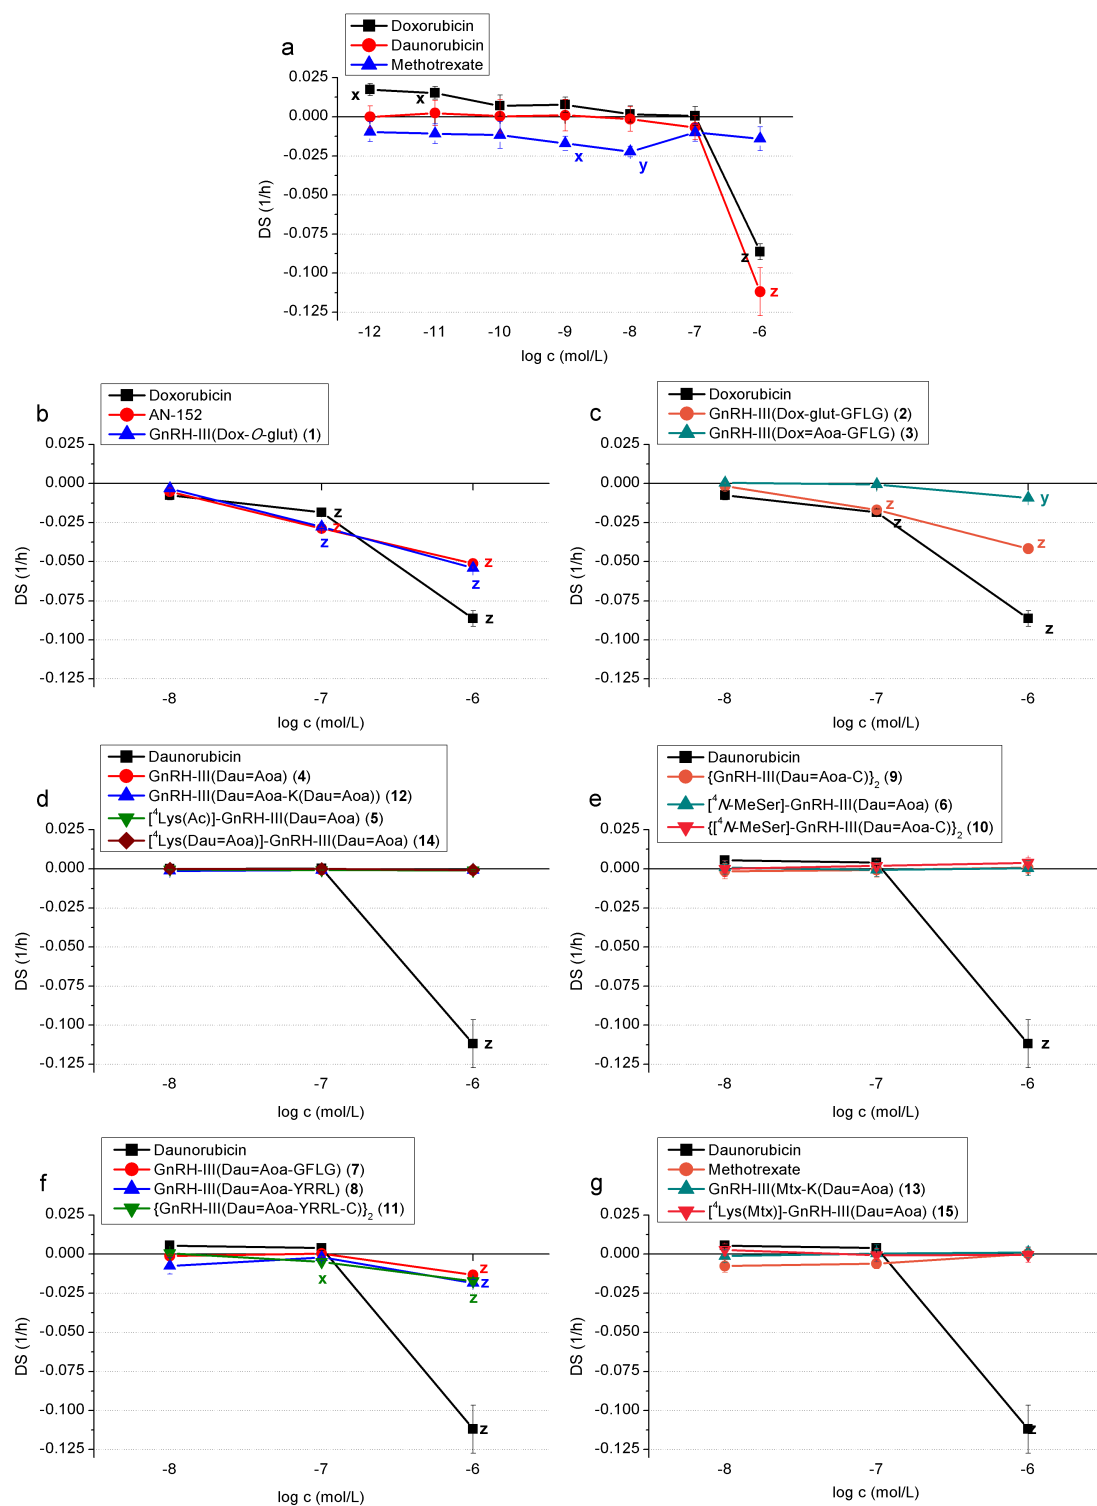 a
Doxorubicin
Daunorubicin
Methotrexate
0.025
0.000
-0.025
-0.050
-0.075
-0.100
-0.125
DS (1/h)
x
x
x
y
z
z
-12 -11 -10 -9 -8 -7 -6
log c (mol/L)
b
Doxorubicin
AN-152
GnRH-III(Dox-O-glut) (1)
0.025
0.000
-0.025
-0.050
-0.075
-0.100
-0.125
DS (1/h)
z
z
z
z
z
z
-8 -7 -6
log c (mol/L)
c
Doxorubicin
GnRH-III(Dox-glut-GFLG) (2)
GnRH-III(Dox=Aoa-GFLG) (3)
0.025
0.000
-0.025
-0.050
-0.075
-0.100
-0.125
DS (1/h)
y
z
z
z
z
-8 -7 -6
log c (mol/L)
d
Daunorubicin
GnRH-III(Dau=Aoa) (4)
GnRH-III(Dau=Aoa-K(Dau=Aoa)) (12)
[⁴Lys(Ac)]-GnRH-III(Dau=Aoa) (5)
[⁴Lys(Dau=Aoa)]-GnRH-III(Dau=Aoa) (14)
0.025
0.000
-0.025
-0.050
-0.075
-0.100
-0.125
DS (1/h)
z
-8 -7 -6
log c (mol/L)
e
Daunorubicin
{GnRH-III(Dau=Aoa-C)}₂ (9)
[⁴N-MeSer]-GnRH-III(Dau=Aoa) (6)
{[⁴N-MeSer]-GnRH-III(Dau=Aoa-C)}₂ (10)
0.025
0.000
-0.025
-0.050
-0.075
-0.100
-0.125
DS (1/h)
z
-8 -7 -6
log c (mol/L)
f
Daunorubicin
GnRH-III(Dau=Aoa-GFLG) (7)
GnRH-III(Dau=Aoa-YRRL) (8)
{GnRH-III(Dau=Aoa-YRRL-C)}₂ (11)
0.025
0.000
-0.025
-0.050
-0.075
-0.100
-0.125
DS (1/h)
x
z
z
z
z
-8 -7 -6
log c (mol/L)
g
Daunorubicin
Methotrexate
GnRH-III(Mtx-K(Dau=Aoa) (13)
[⁴Lys(Mtx)]-GnRH-III(Dau=Aoa) (15)
0.025
0.000
-0.025
-0.050
-0.075
-0.100
-0.125
DS (1/h)
z
-8 -7 -6
log c (mol/L)